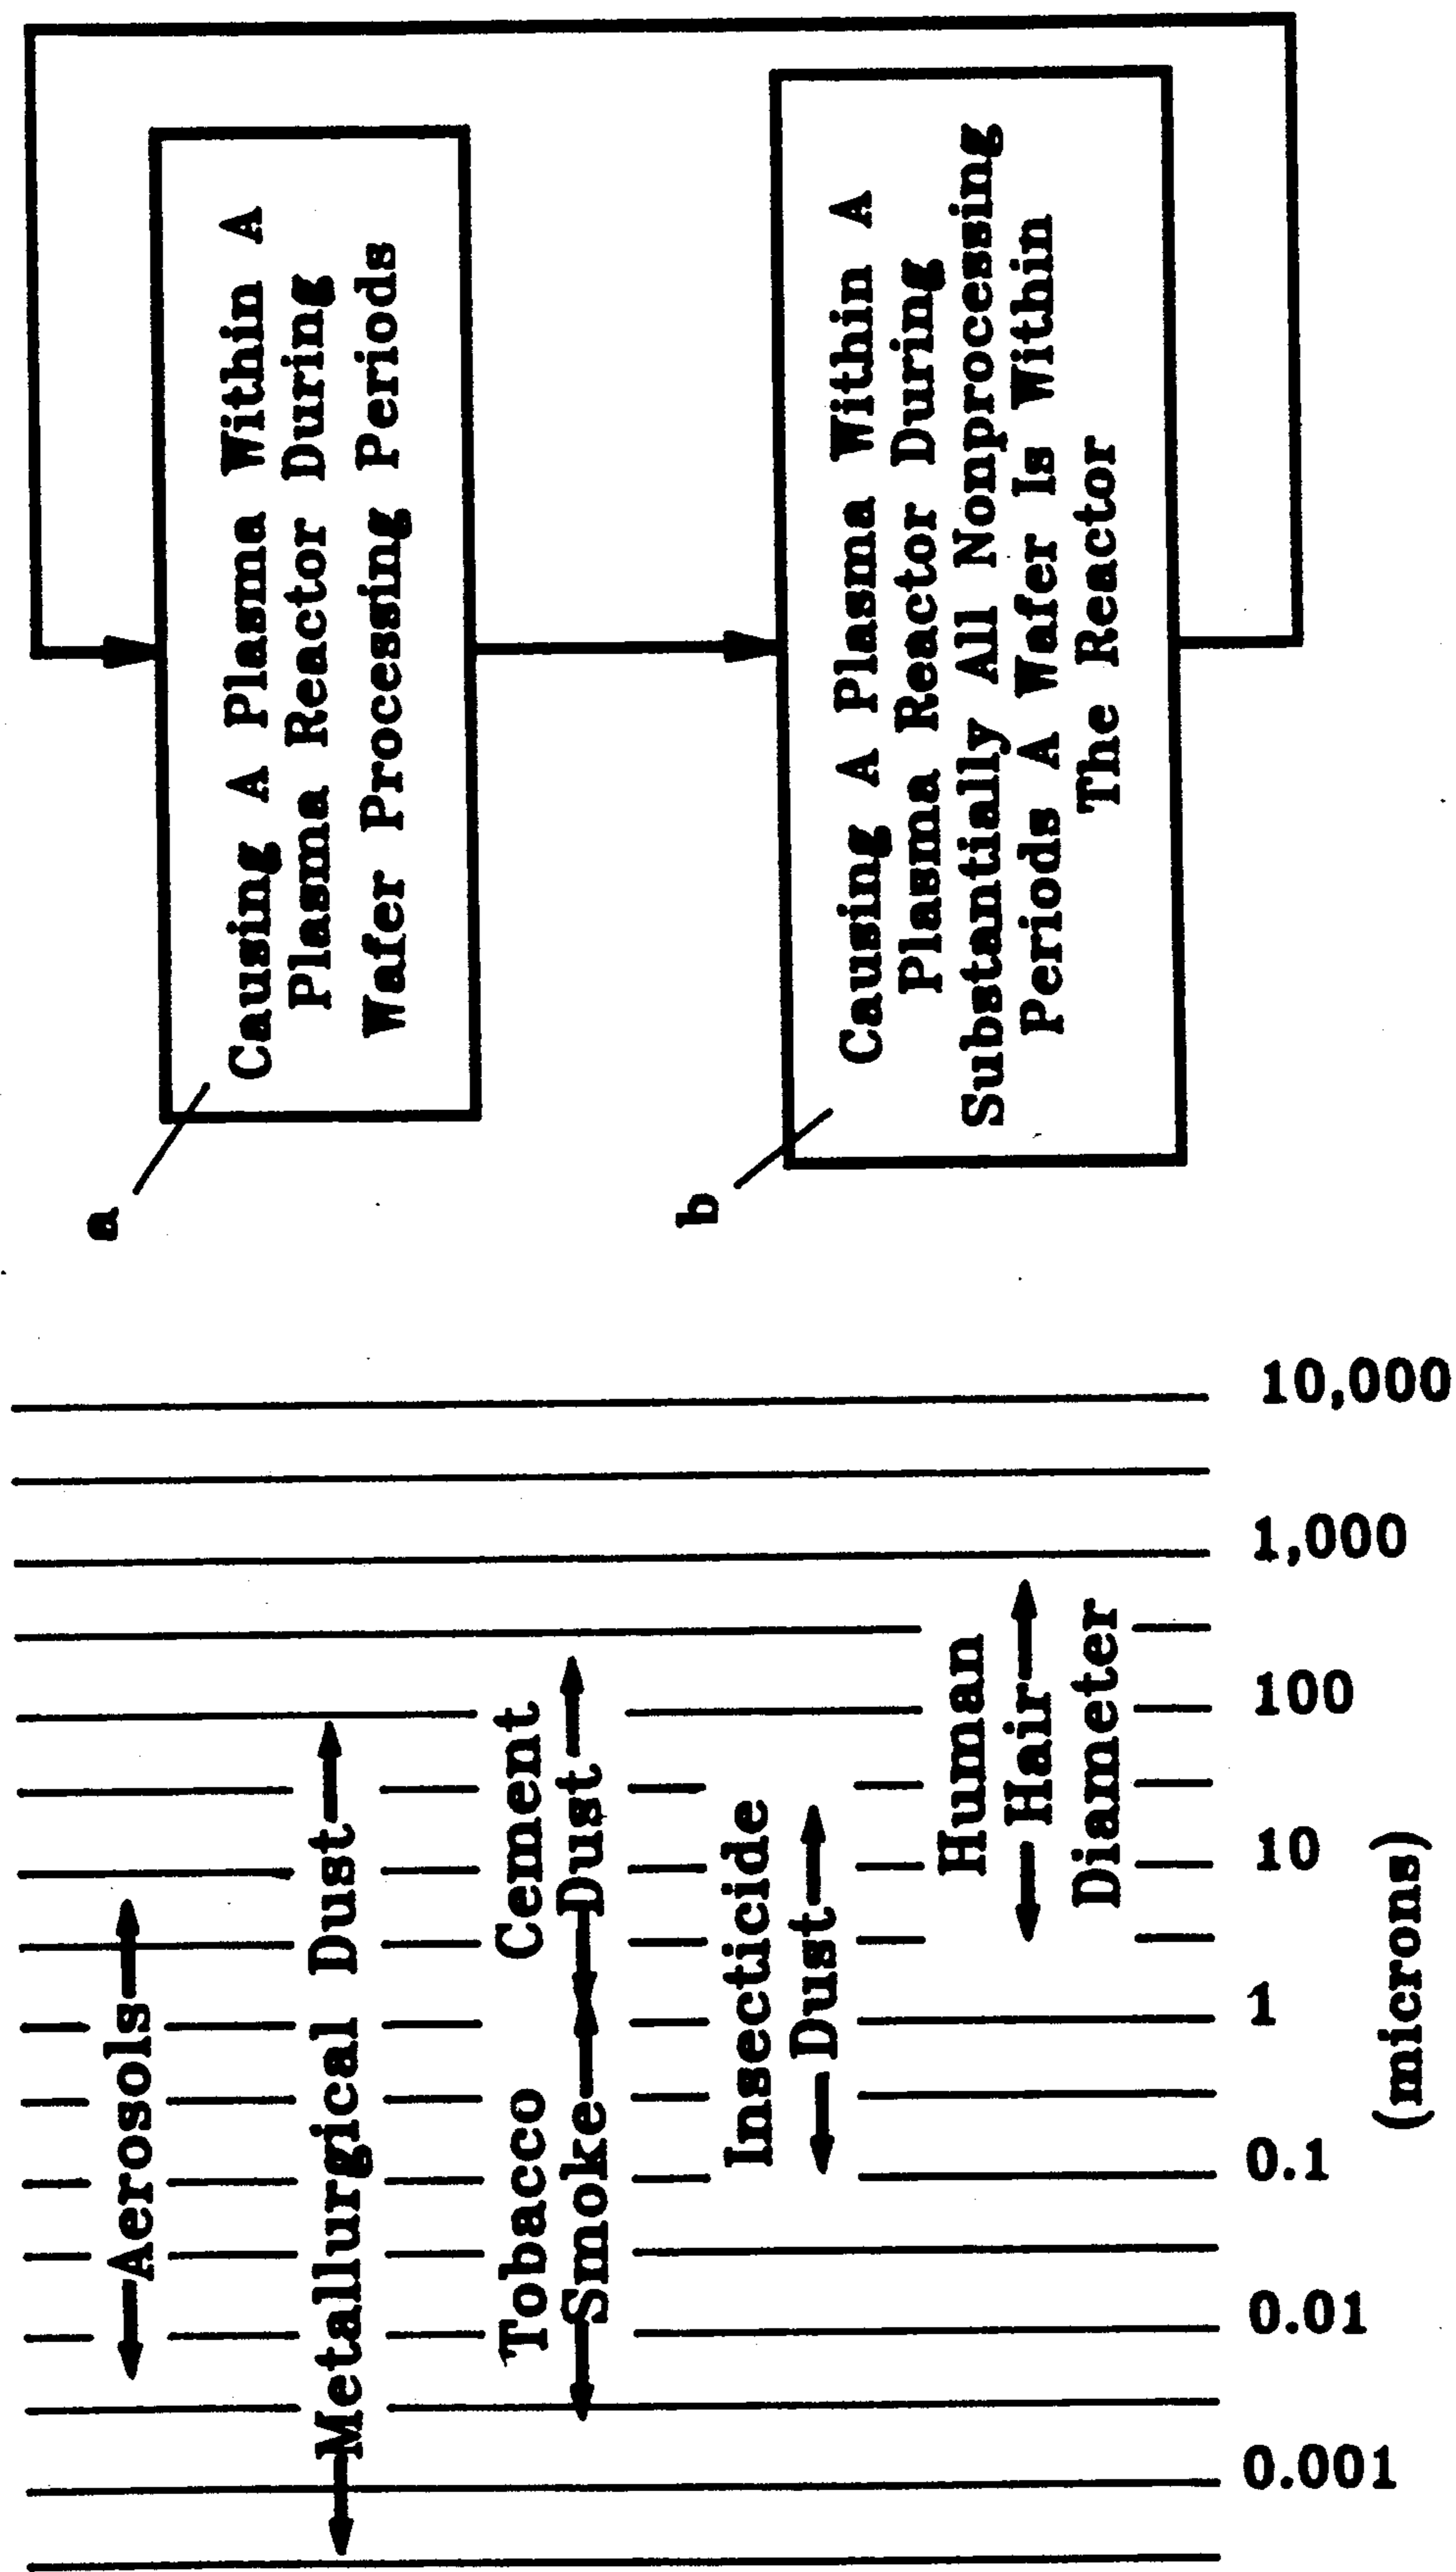 Aerosols
Metallurgical Dust
Tobacco
Smoke
Cement
Dust
Insecticide
Dust
Human
Hair
Diameter
0.001
0.01
0.1
1
10
100
1,000
10,000
(microns)
a
Causing A Plasma Within A
Plasma Reactor During
Wafer Processing Periods
b
Causing A Plasma Within A
Plasma Reactor During
Substantially All Nonprocessing
Periods A Wafer Is Within
The Reactor